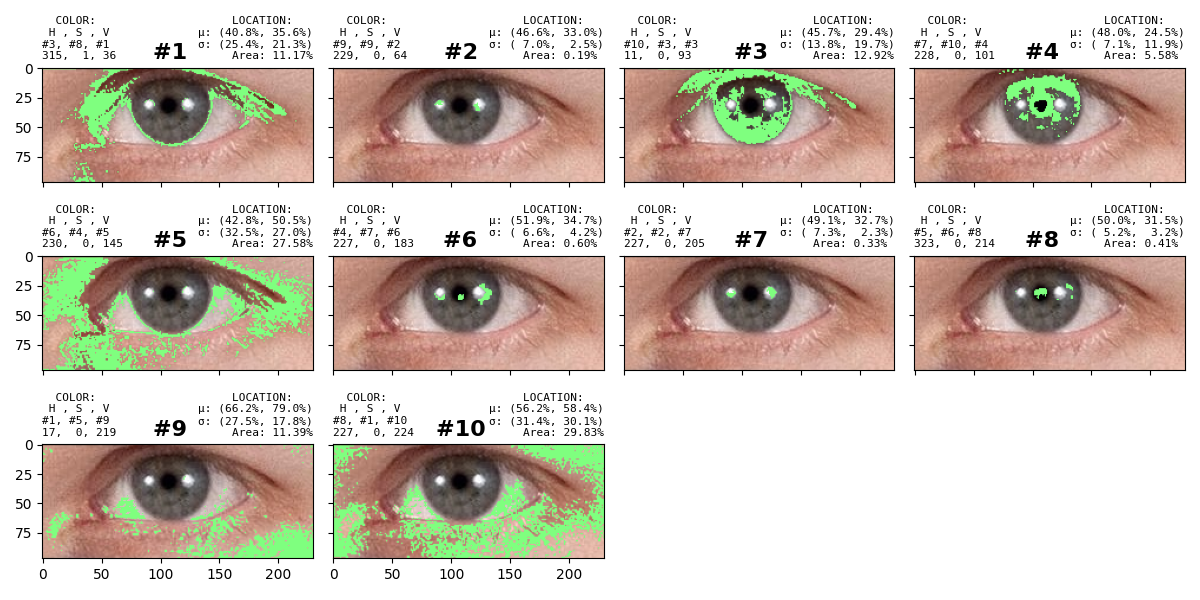 COLOR: LOCATION:
H , S , V μ: (40.8%, 35.6%)
#3, #8, #1 #1 σ: (25.4%, 21.3%)
315, 1, 36 Area: 11.17%
COLOR: LOCATION:
H , S , V μ: (46.6%, 33.0%)
#9, #9, #2 #2 σ: ( 7.0%, 2.5%)
229, 0, 64 Area: 0.19%
COLOR: LOCATION:
H , S , V μ: (45.7%, 29.4%)
#10, #3, #3 #3 σ: (13.8%, 19.7%)
11, 0, 93 Area: 12.92%
COLOR: LOCATION:
H , S , V μ: (48.0%, 24.5%)
#7, #10, #4 #4 σ: ( 7.1%, 11.9%)
228, 0, 101 Area: 5.58%
0
25
50
75
COLOR: LOCATION:
H , S , V μ: (42.8%, 50.5%)
#6, #4, #5 #5 σ: (32.5%, 27.0%)
230, 0, 145 Area: 27.58%
COLOR: LOCATION:
H , S , V μ: (51.9%, 34.7%)
#4, #7, #6 #6 σ: ( 6.6%, 4.2%)
227, 0, 183 Area: 0.60%
COLOR: LOCATION:
H , S , V μ: (49.1%, 32.7%)
#2, #2, #7 #7 σ: ( 7.3%, 2.3%)
227, 0, 205 Area: 0.33%
COLOR: LOCATION:
H , S , V μ: (50.0%, 31.5%)
#5, #6, #8 #8 σ: ( 5.2%, 3.2%)
323, 0, 214 Area: 0.41%
0
25
50
75
COLOR: LOCATION:
H , S , V μ: (66.2%, 79.0%)
#1, #5, #9 #9 σ: (27.5%, 17.8%)
17, 0, 219 Area: 11.39%
COLOR: LOCATION:
H , S , V μ: (56.2%, 58.4%)
#8, #1, #10 #10 σ: (31.4%, 30.1%)
227, 0, 224 Area: 29.83%
0
25
50
75
0 50 100 150 200
0 50 100 150 200